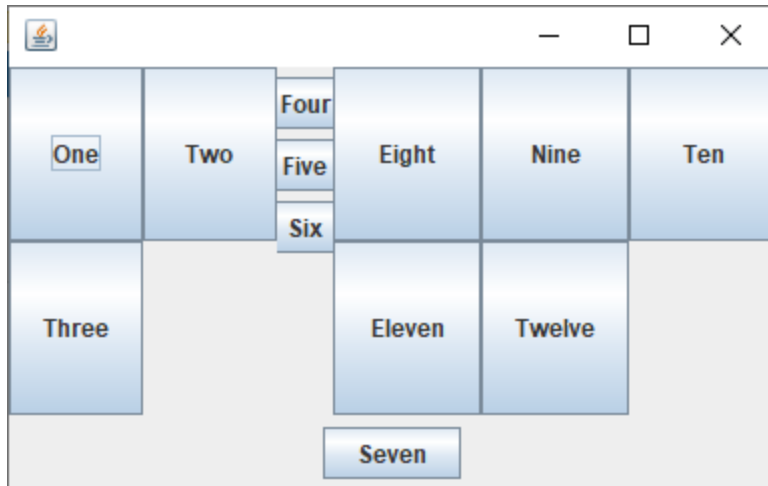 One Two Four Eight Nine Ten
Five
Six
Three Eleven Twelve
Seven